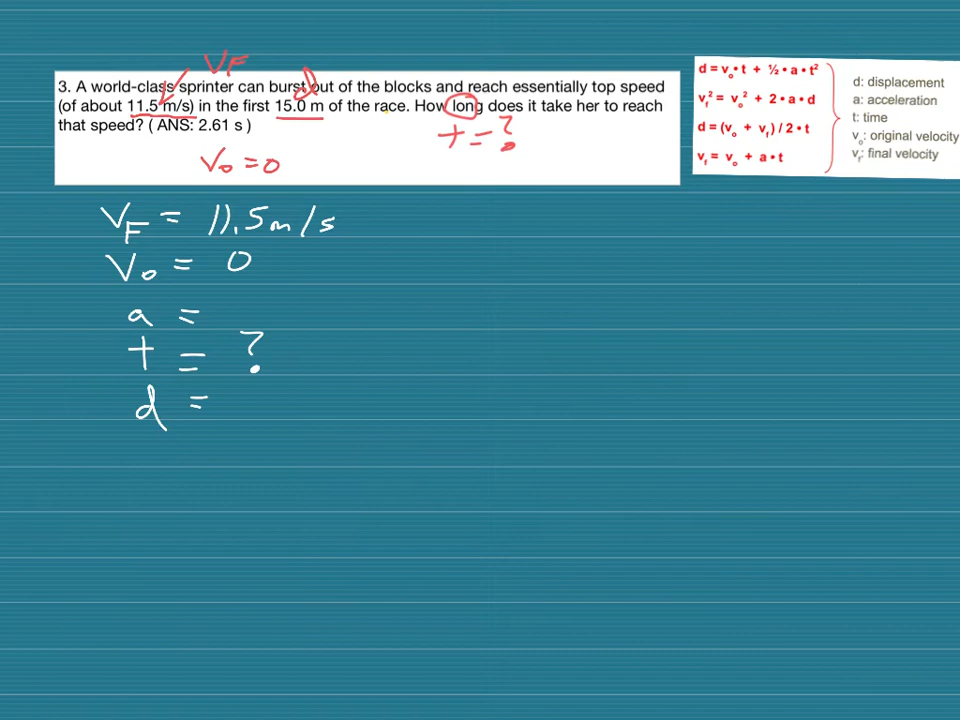 VF
d
3. A world-class sprinter can burst out of the blocks and reach essentially top speed
(of about 11.5 m/s) in the first 15.0 m of the race. How long does it take her to reach
that speed? ( ANS: 2.61 s )
t = ?
Vo = 0
d = vo•t + ½•a•t²
vf² = vo² + 2•a•d
d = (vo + vf) / 2•t
vf = vo + a•t
d: displacement
a: acceleration
t: time
vo: original velocity
vf: final velocity
VF = 11.5 m/s
Vo = 0
a =
t = ?
d =